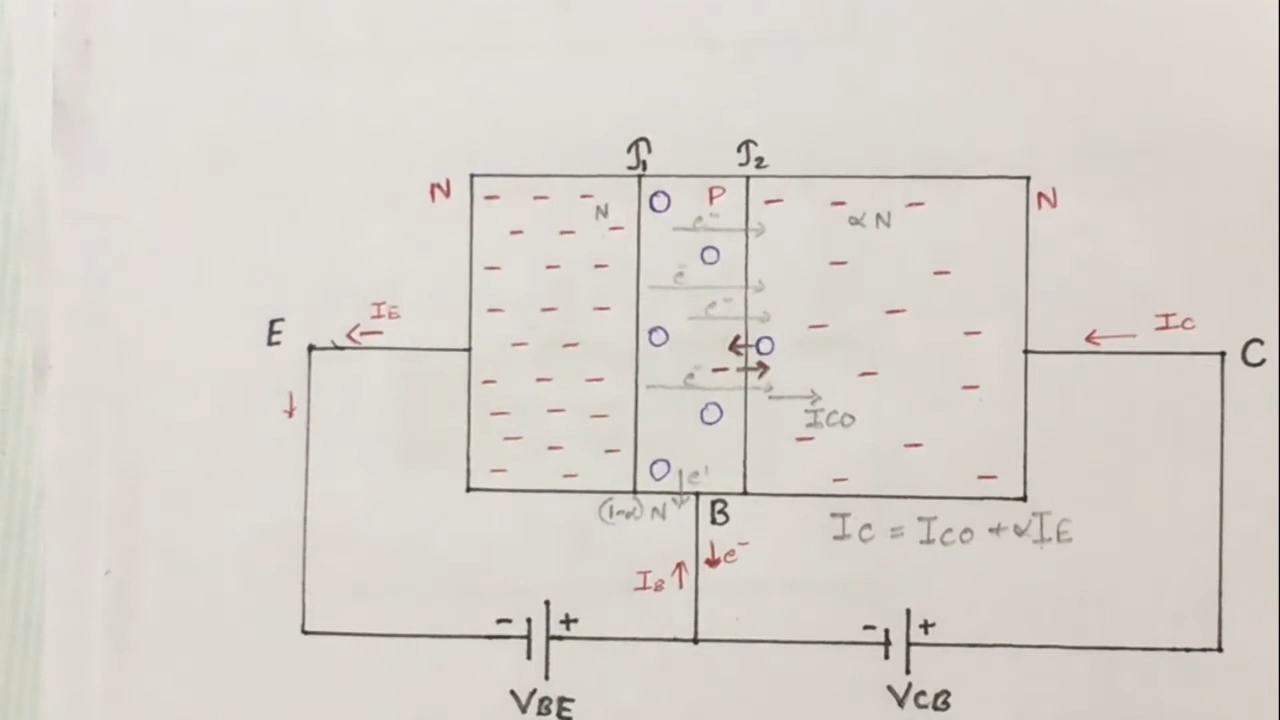 J₁ J₂
N N P αN N
e⁻
e⁻
e⁻
E IE IC C
e⁻
ICO
e⁻
(1-α) N B
IC = ICO + αIE
IB e⁻
- + - +
VBE VCB